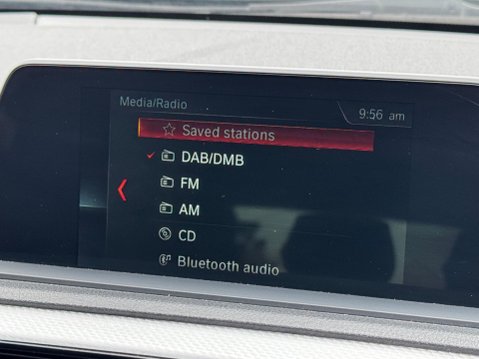 Media/Radio
9:56 am
Saved stations
DAB/DMB
FM
AM
CD
Bluetooth audio